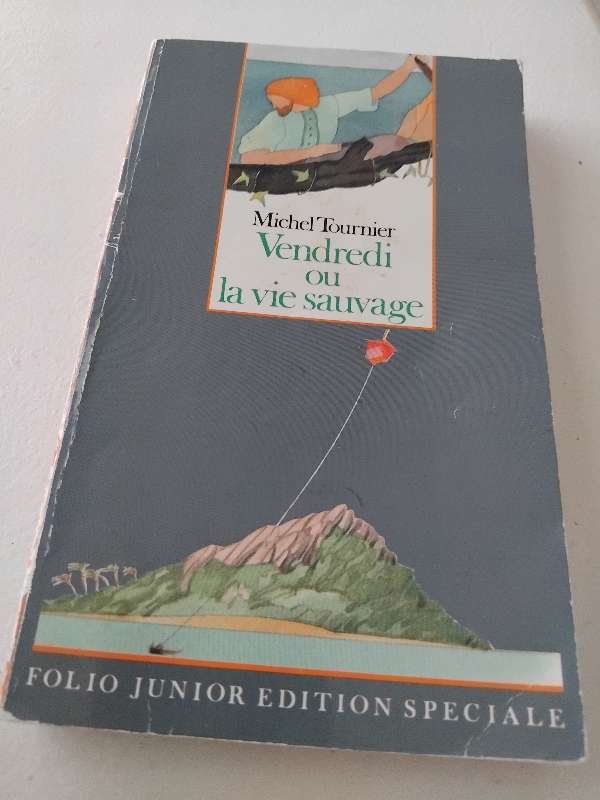 Michel Tournier
Vendredi
ou
la vie sauvage
FOLIO JUNIOR EDITION SPECIALE